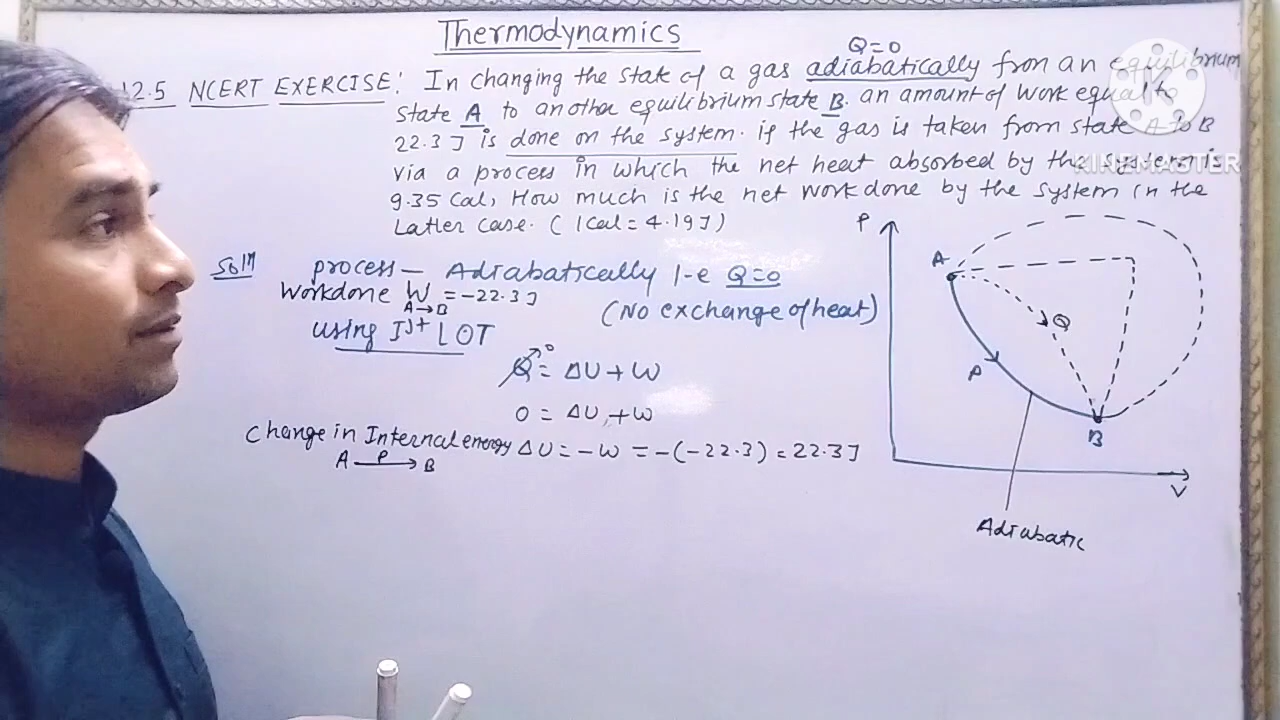 Thermodynamics
Q=0
12.5 NCERT EXERCISE: In changing the state of a gas adiabatically from an equilibrium
state A to another equilibrium state B. an amount of work equal to
22.3 J is done on the system. if the gas is taken from state A to B
via a process in which the net heat absorbed by the system is
9.35 Cal, How much is the net work done by the system in the
Latter case. ( 1 Cal = 4.19 J )
KINEMASTER
K
P
A
Q
P
B
V
Adiabatic
Soln
process — Adiabatically i-e Q=0
Workdone W = -22.3 J
A→B
(No exchange of heat)
using Ist LOT
Q = ΔU + W
0
0 = ΔU + W
Change in Internal energy ΔU = -W = -(-22.3) = 22.3 J
A P→ B